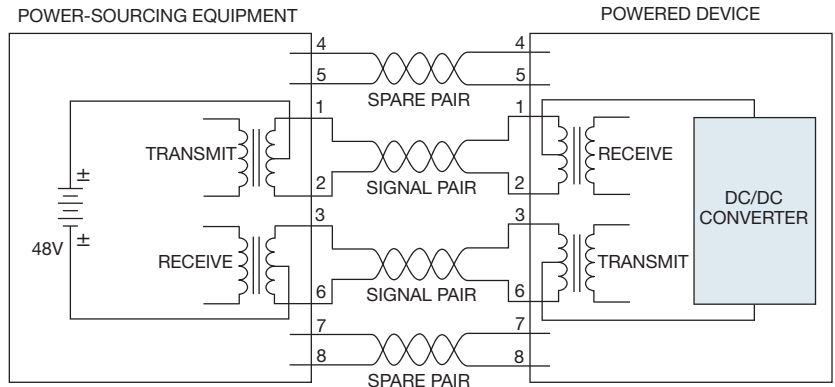 POWER-SOURCING EQUIPMENT
POWERED DEVICE
4
4
5
5
SPARE PAIR
1
1
TRANSMIT
RECEIVE
2
2
SIGNAL PAIR
±
DC/DC
CONVERTER
3
3
±
48V
RECEIVE
TRANSMIT
6
6
SIGNAL PAIR
7
7
8
8
SPARE PAIR